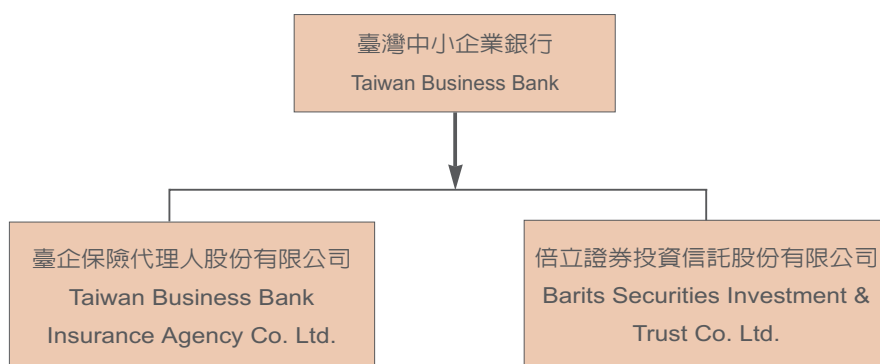 臺灣中小企業銀行
Taiwan Business Bank
臺企保險代理人股份有限公司
Taiwan Business Bank
Insurance Agency Co. Ltd.
倍立證券投資信託股份有限公司
Barits Securities Investment &
Trust Co. Ltd.